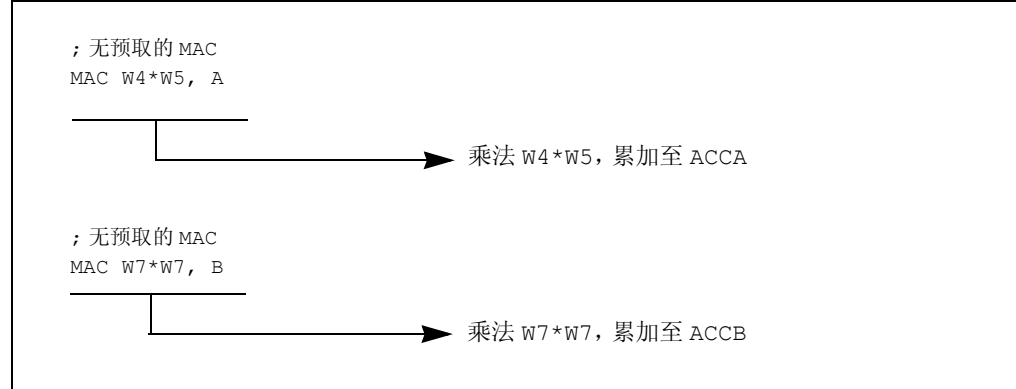 ; 无预取的 MAC
MAC W4*W5, A
乘法 W4*W5, 累加至 ACCA
; 无预取的 MAC
MAC W7*W7, B
乘法 W7*W7, 累加至 ACCB